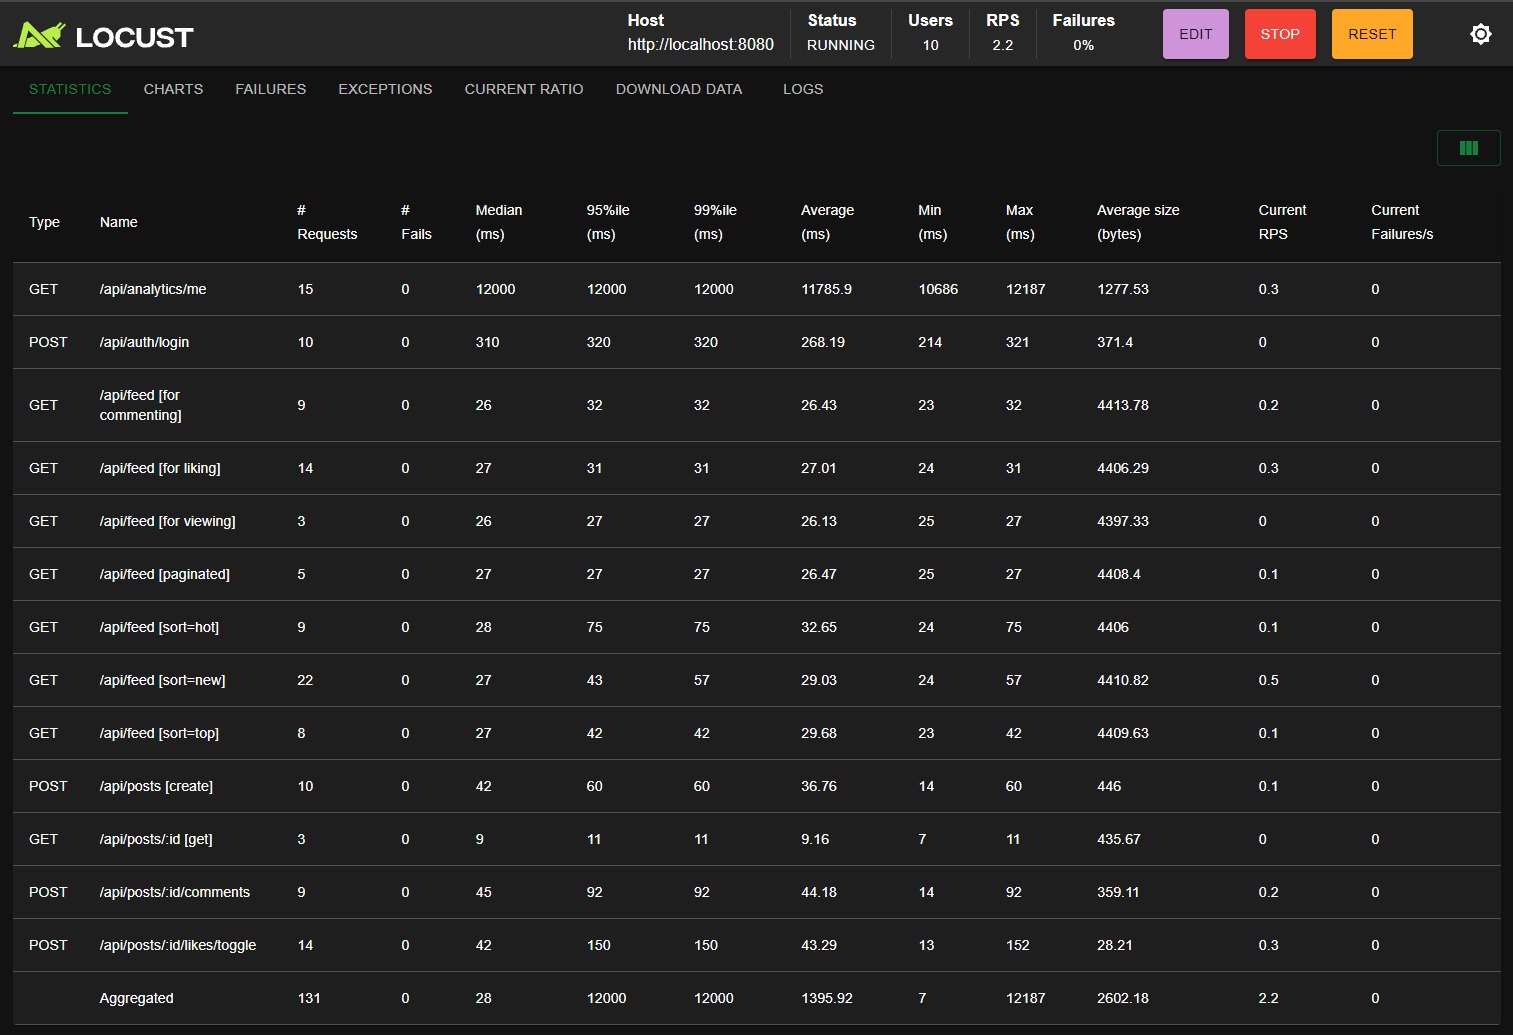 LOCUST
Host
http://localhost:8080
Status
RUNNING
Users
10
RPS
2.2
Failures
0%
EDIT
STOP
RESET
STATISTICS CHARTS FAILURES EXCEPTIONS CURRENT RATIO DOWNLOAD DATA LOGS
Type Name # Requests # Fails Median (ms) 95%ile (ms) 99%ile (ms) Average (ms) Min (ms) Max (ms) Average size (bytes) Current RPS Current Failures/s
GET /api/analytics/me 15 0 12000 12000 12000 11785.9 10686 12187 1277.53 0.3 0
POST /api/auth/login 10 0 310 320 320 268.19 214 321 371.4 0 0
GET /api/feed [for commenting] 9 0 26 32 32 26.43 23 32 4413.78 0.2 0
GET /api/feed [for liking] 14 0 27 31 31 27.01 24 31 4406.29 0.3 0
GET /api/feed [for viewing] 3 0 26 27 27 26.13 25 27 4397.33 0 0
GET /api/feed [paginated] 5 0 27 27 27 26.47 25 27 4408.4 0.1 0
GET /api/feed [sort=hot] 9 0 28 75 75 32.65 24 75 4406 0.1 0
GET /api/feed [sort=new] 22 0 27 43 57 29.03 24 57 4410.82 0.5 0
GET /api/feed [sort=top] 8 0 27 42 42 29.68 23 42 4409.63 0.1 0
POST /api/posts [create] 10 0 42 60 60 36.76 14 60 446 0.1 0
GET /api/posts/:id [get] 3 0 9 11 11 9.16 7 11 435.67 0 0
POST /api/posts/:id/comments 9 0 45 92 92 44.18 14 92 359.11 0.2 0
POST /api/posts/:id/likes/toggle 14 0 42 150 150 43.29 13 152 28.21 0.3 0
Aggregated 131 0 28 12000 12000 1395.92 7 12187 2602.18 2.2 0